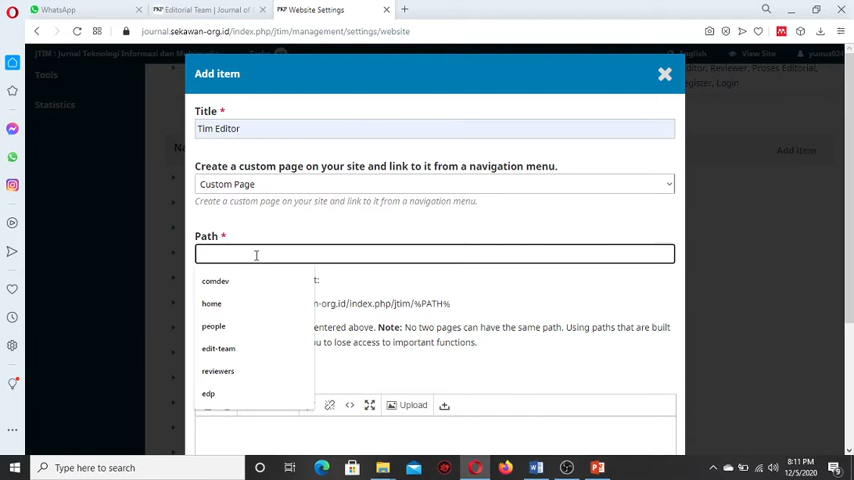 WhatsApp
PKP Editorial Team | Journal of
PKP Website Settings
journal.sekawan-org.id/index.php/jtim/management/settings/website
JTIM : Jurnal Teknologi Informasi dan
English
View Site
Tools
Statistics
Add item
Editor, Reviewer, Proses Editorial,
Register, Login
Title *
Tim Editor
Add item
Create a custom page on your site and link to it from a navigation menu.
Custom Page
Create a custom page on your site and link to it from a navigation menu.
Path *
comdev
home
people
edit-team
reviewers
edp
t:
n-org.id/index.php/jtim/%PATH%
entered above. Note: No two pages can have the same path. Using paths that are built
you to lose access to important functions.
Upload
Type here to search
8:11 PM
12/5/2020